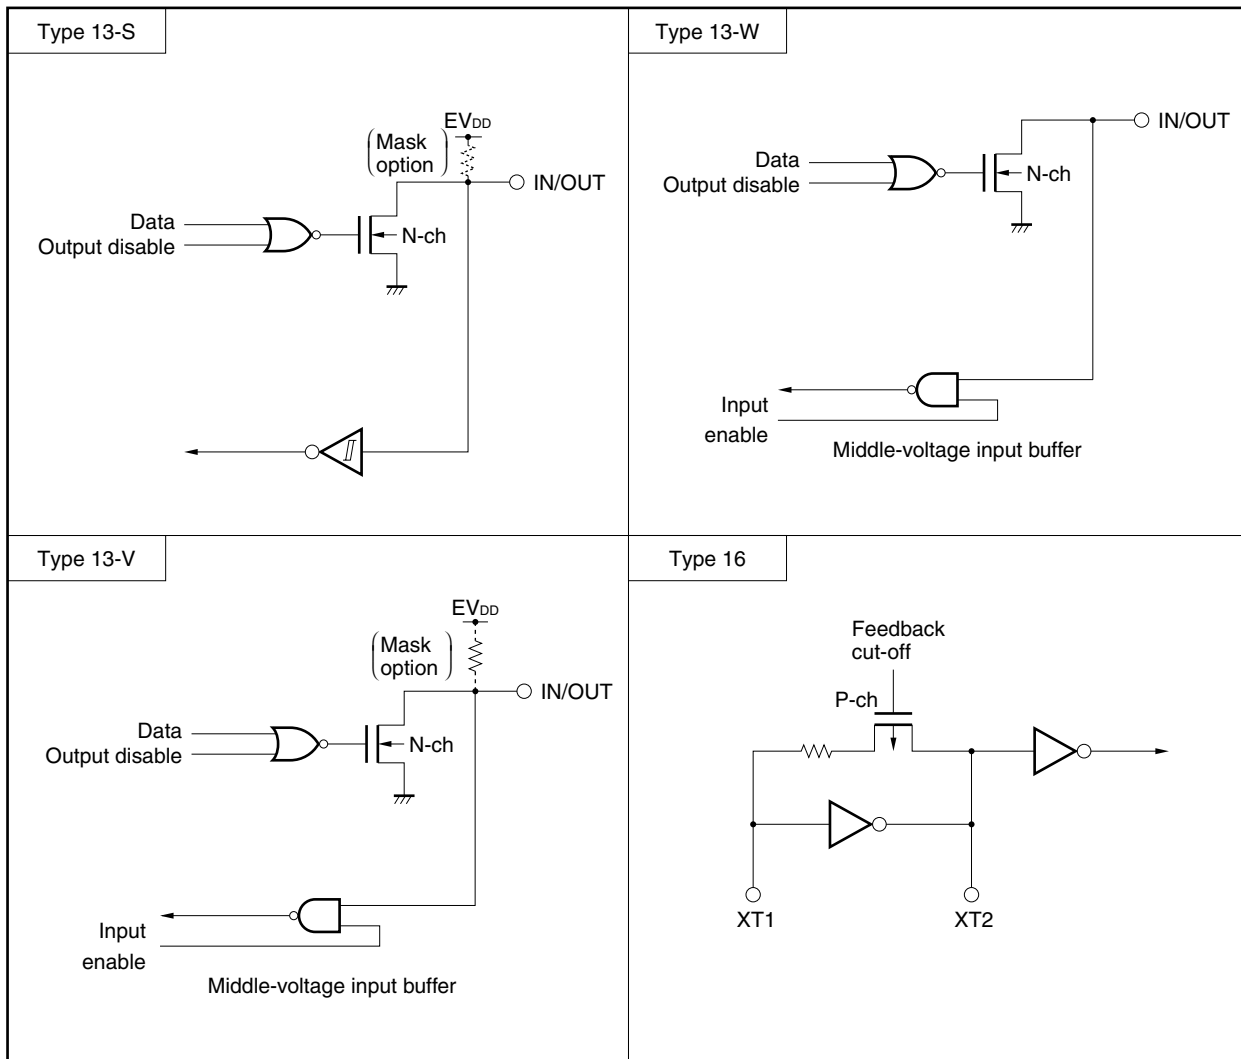 Type 13-S
EVDD
Mask
option
IN/OUT
Data
Output disable
N-ch
Type 13-W
IN/OUT
Data
Output disable
N-ch
Input
enable
Middle-voltage input buffer
Type 13-V
EVDD
Mask
option
IN/OUT
Data
Output disable
N-ch
Input
enable
Middle-voltage input buffer
Type 16
Feedback
cut-off
P-ch
XT1
XT2